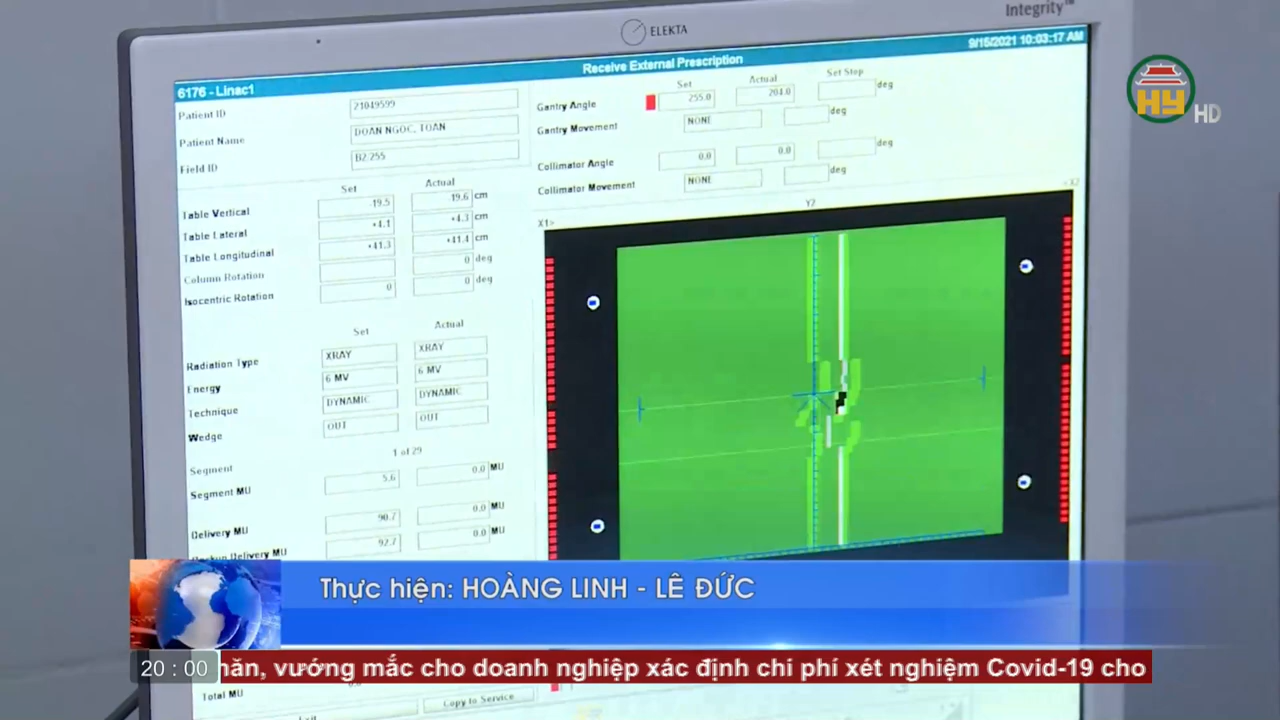 Integrity™
ELEKTA
9/15/2021 10:03:17 AM
Receive External Prescription
6176 - Linac1
Patient ID 21049599
Patient Name DOAN NGOC, TOAN
Field ID B2 255
Set Actual Set Stop
Gantry Angle 255.0 204.0 deg
Gantry Movement NONE deg
Collimator Angle 0.0 0.0 deg
Collimator Movement NONE deg
Set Actual
Table Vertical -19.5 19.6 cm
Table Lateral +4.1 +4.3 cm
Table Longitudinal +41.3 +41.4 cm
Column Rotation 0 deg
Isocentric Rotation 0 0 deg
X1> Y2 X2
Set Actual
Radiation Type XRAY XRAY
Energy 6 MV 6 MV
Technique DYNAMIC DYNAMIC
Wedge OUT OUT
Segment 1 of 29
Segment MU 5.6 0.0 MU
Delivery MU 90.7 0.0 MU
Backup Delivery MU 92.7 0.0 MU
HY HD
Thực hiện: HOÀNG LINH - LÊ ĐỨC
20 : 00 hăn, vướng mắc cho doanh nghiệp xác định chi phí xét nghiệm Covid-19 cho
Total MU
Copy to Service
Exit